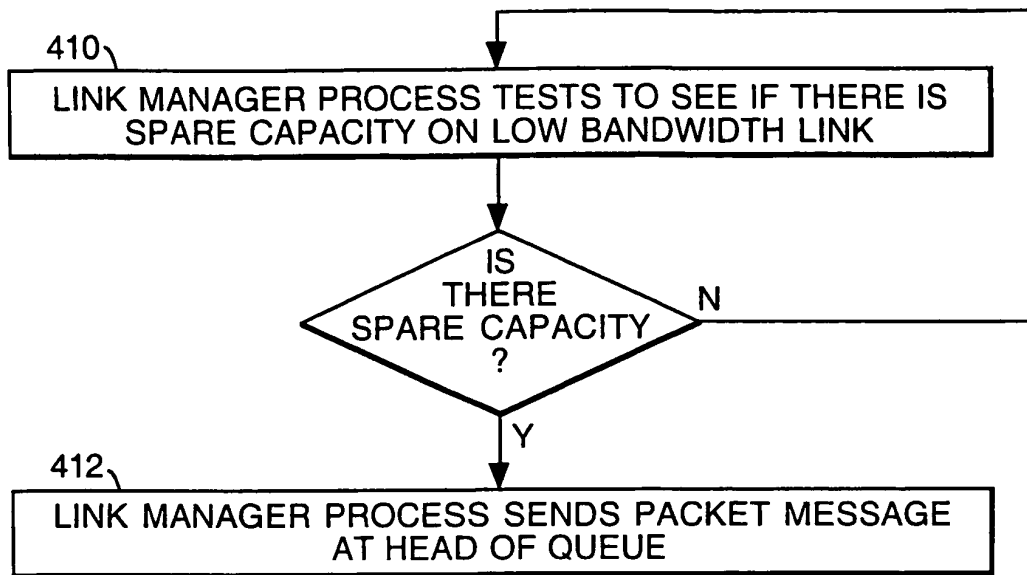 410
LINK MANAGER PROCESS TESTS TO SEE IF THERE IS
SPARE CAPACITY ON LOW BANDWIDTH LINK
IS
THERE
SPARE CAPACITY
?
N
Y
412
LINK MANAGER PROCESS SENDS PACKET MESSAGE
AT HEAD OF QUEUE